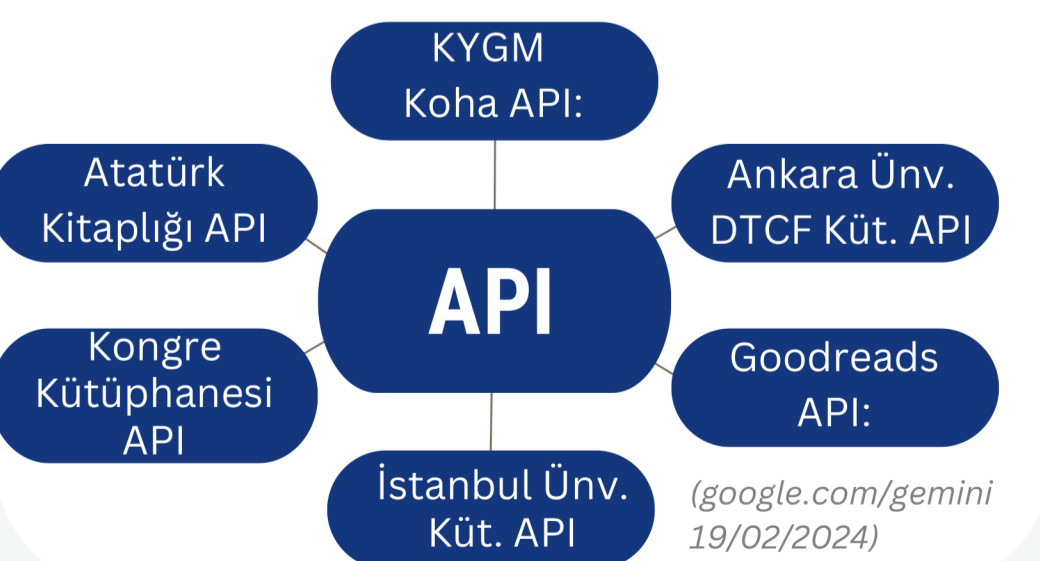 KYGM
Koha API:
Atatürk
Kitaplığı API
Ankara Ünv.
DTCF Küt. API
API
Kongre
Kütüphanesi
API
Goodreads
API:
İstanbul Ünv.
Küt. API
(google.com/gemini
19/02/2024)